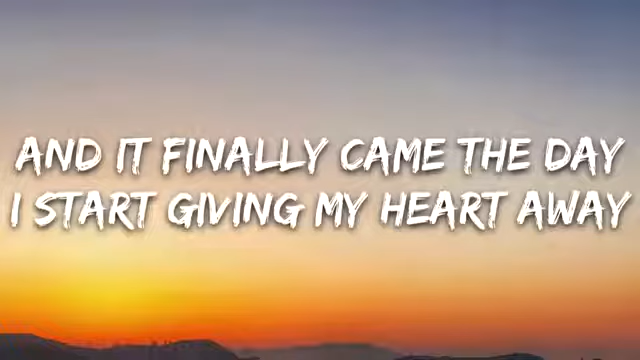 AND IT FINALLY CAME THE DAY
I START GIVING MY HEART AWAY